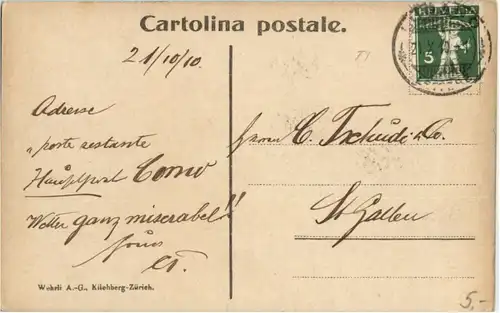 Cartolina postale.
HELVETIA
5
21/10/10.
Adresse
„poste restante
Hauptpost Como
Wetter ganz miserabel!!
Herrn C. Tschudi & Co.
St Gallen
Wehrli A.-G., Kilchberg-Zürich.
5.-